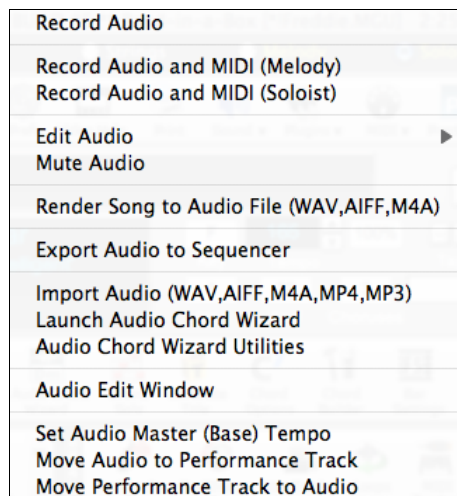 Record Audio
Record Audio and MIDI (Melody)
Record Audio and MIDI (Soloist)
Edit Audio
Mute Audio
Render Song to Audio File (WAV,AIFF,M4A)
Export Audio to Sequencer
Import Audio (WAV,AIFF,M4A,MP4,MP3)
Launch Audio Chord Wizard
Audio Chord Wizard Utilities
Audio Edit Window
Set Audio Master (Base) Tempo
Move Audio to Performance Track
Move Performance Track to Audio